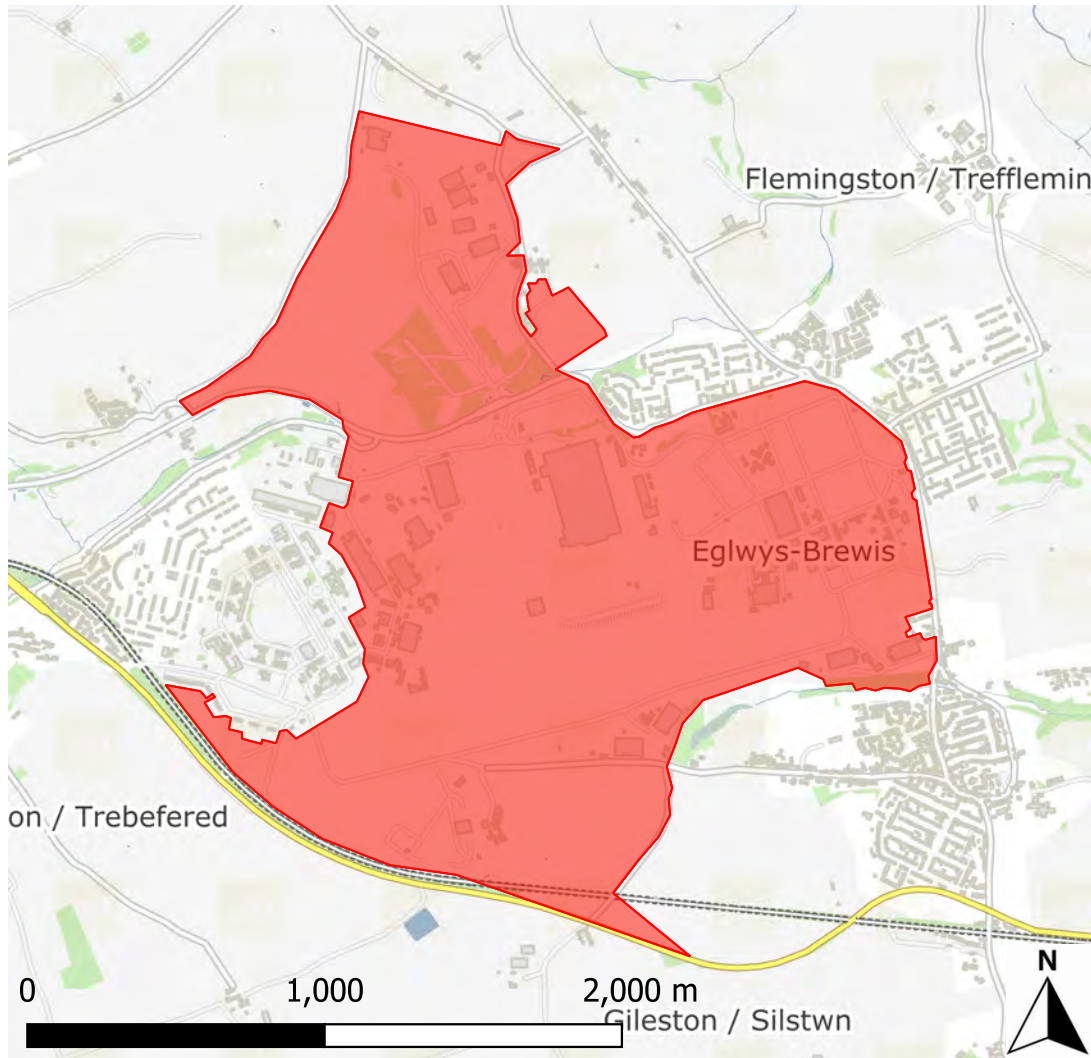 Flemingston / Trefflemin
Eglwys-Brewis
on / Trebefered
0 1,000 2,000 m
Gileston / Silstwn
N